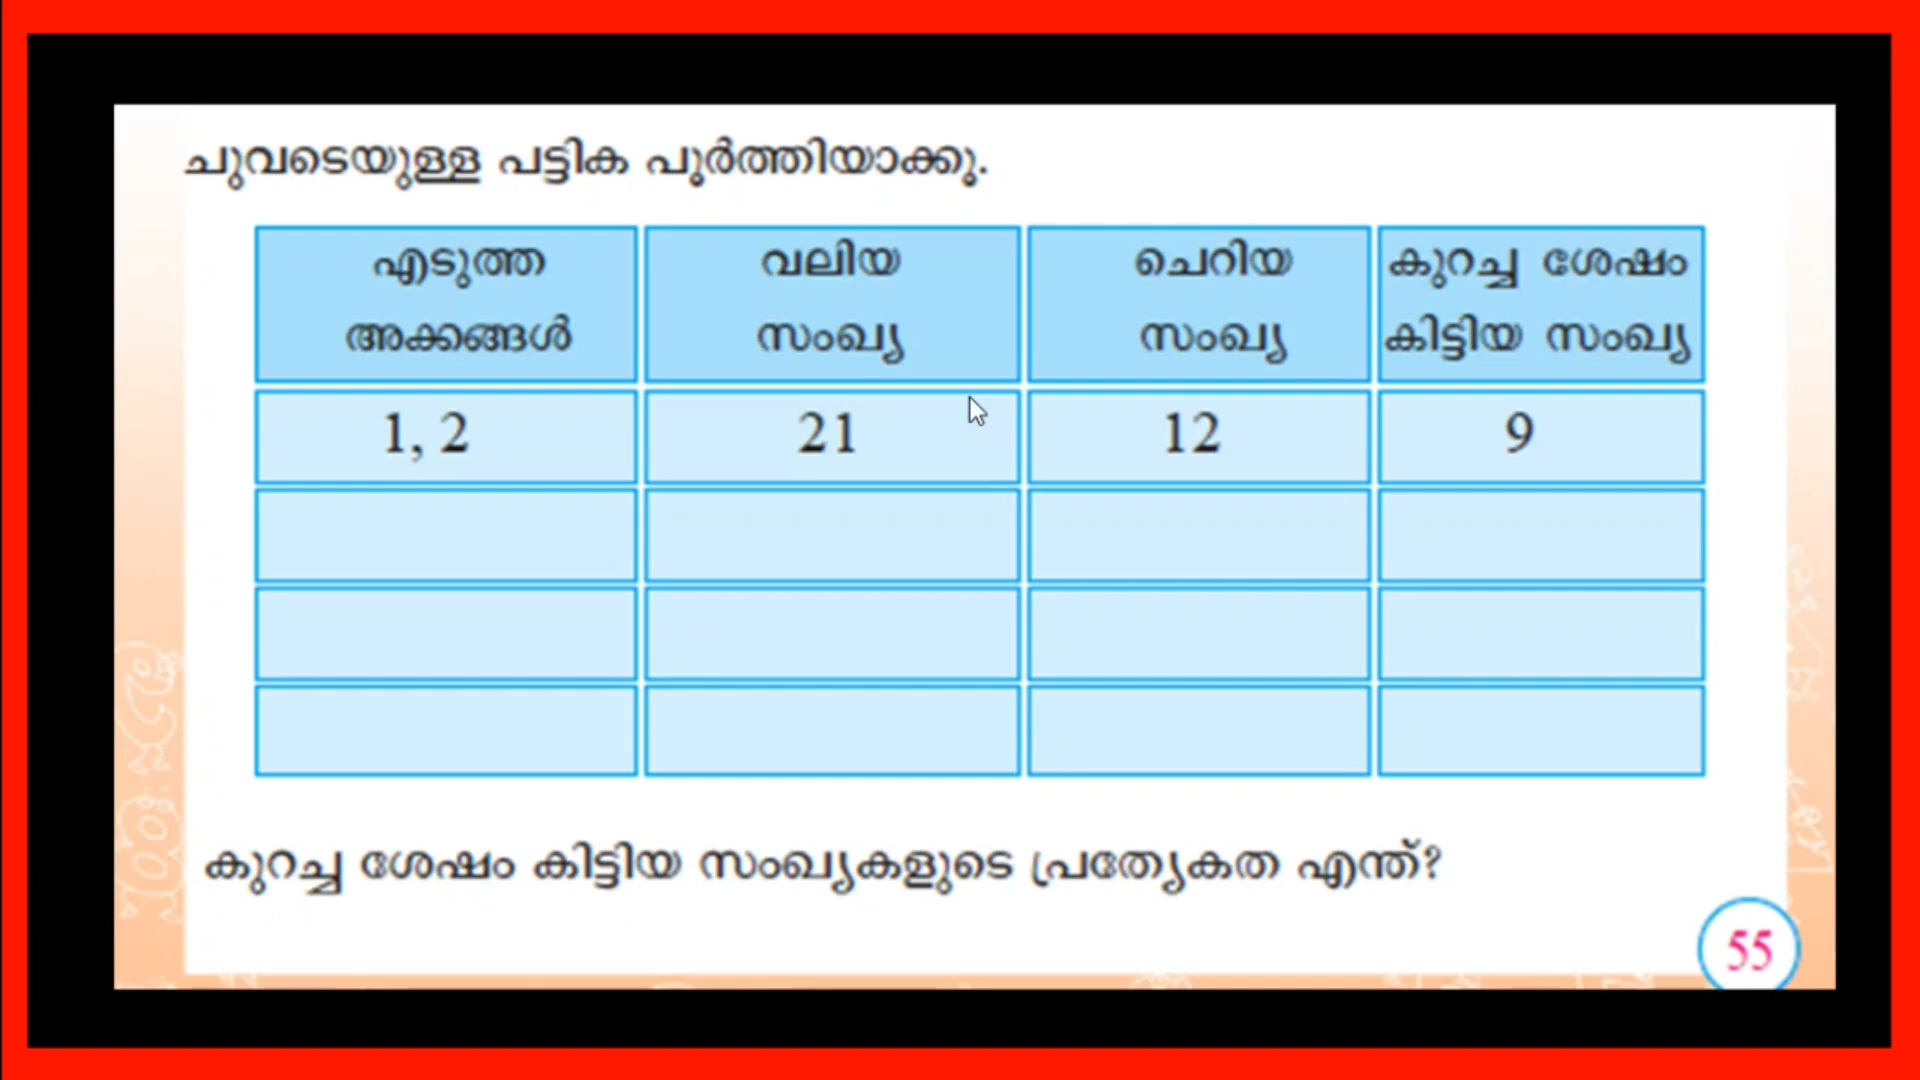 ചുവടെയുള്ള പട്ടിക പൂർത്തിയാക്കൂ.
എടുത്ത അക്കങ്ങൾ
വലിയ സംഖ്യ
ചെറിയ സംഖ്യ
കുറച്ച ശേഷം കിട്ടിയ സംഖ്യ
1, 2 21 12 9
കുറച്ച ശേഷം കിട്ടിയ സംഖ്യകളുടെ പ്രത്യേകത എന്ത്?
55